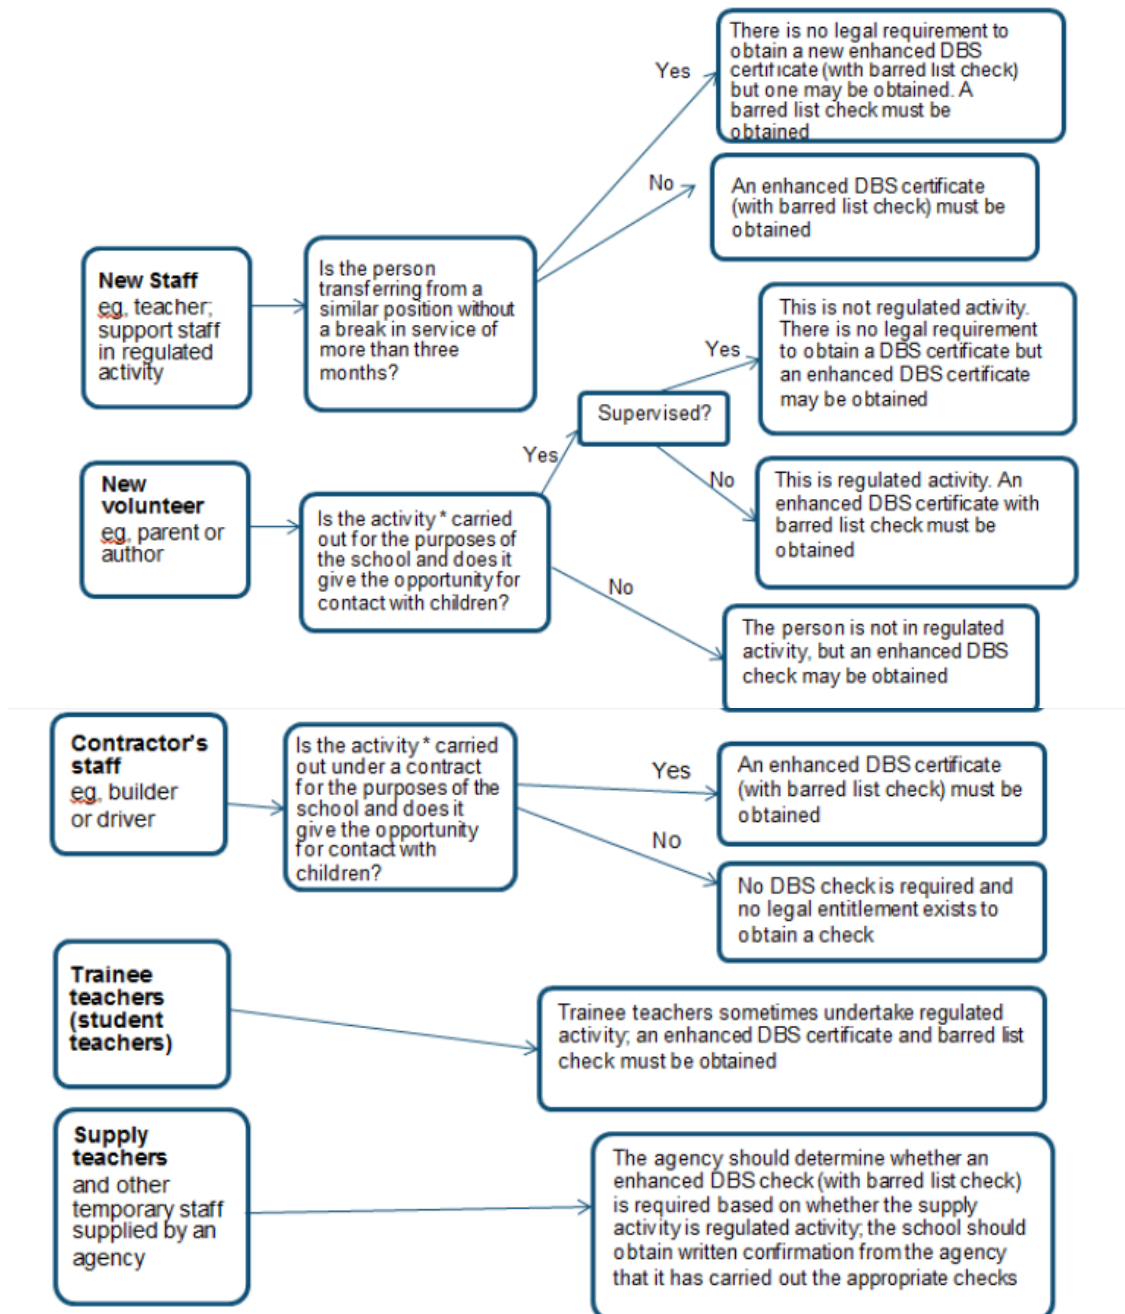 There is no legal requirement to
obtain a new enhanced DBS
certificate (with barred list check)
but one may be obtained. A
barred list check must be
obtained
Yes
No
An enhanced DBS certificate
(with barred list check) must be
obtained
New Staff
eg, teacher;
support staff
in regulated
activity
Is the person
transferring from a
similar position without
a break in service of
more than three
months?
This is not regulated activity.
There is no legal requirement
to obtain a DBS certificate but
an enhanced DBS certificate
may be obtained
Yes
Supervised?
No
This is regulated activity. An
enhanced DBS certificate with
barred list check must be
obtained
New
volunteer
eg, parent or
author
Is the activity * carried
out for the purposes of
the school and does it
give the opportunity for
contact with children?
Yes
No
The person is not in regulated
activity, but an enhanced DBS
check may be obtained
Contractor's
staff
eg, builder
or driver
Is the activity * carried
out under a contract
for the purposes of the
school and does it
give the opportunity
for contact with
children?
Yes
An enhanced DBS certificate
(with barred list check) must be
obtained
No
No DBS check is required and
no legal entitlement exists to
obtain a check
Trainee
teachers
(student
teachers)
Trainee teachers sometimes undertake regulated
activity; an enhanced DBS certificate and barred list
check must be obtained
Supply
teachers
and other
temporary staff
supplied by an
agency
The agency should determine whether an
enhanced DBS check (with barred list check)
is required based on whether the supply
activity is regulated activity; the school should
obtain written confirmation from the agency
that it has carried out the appropriate checks